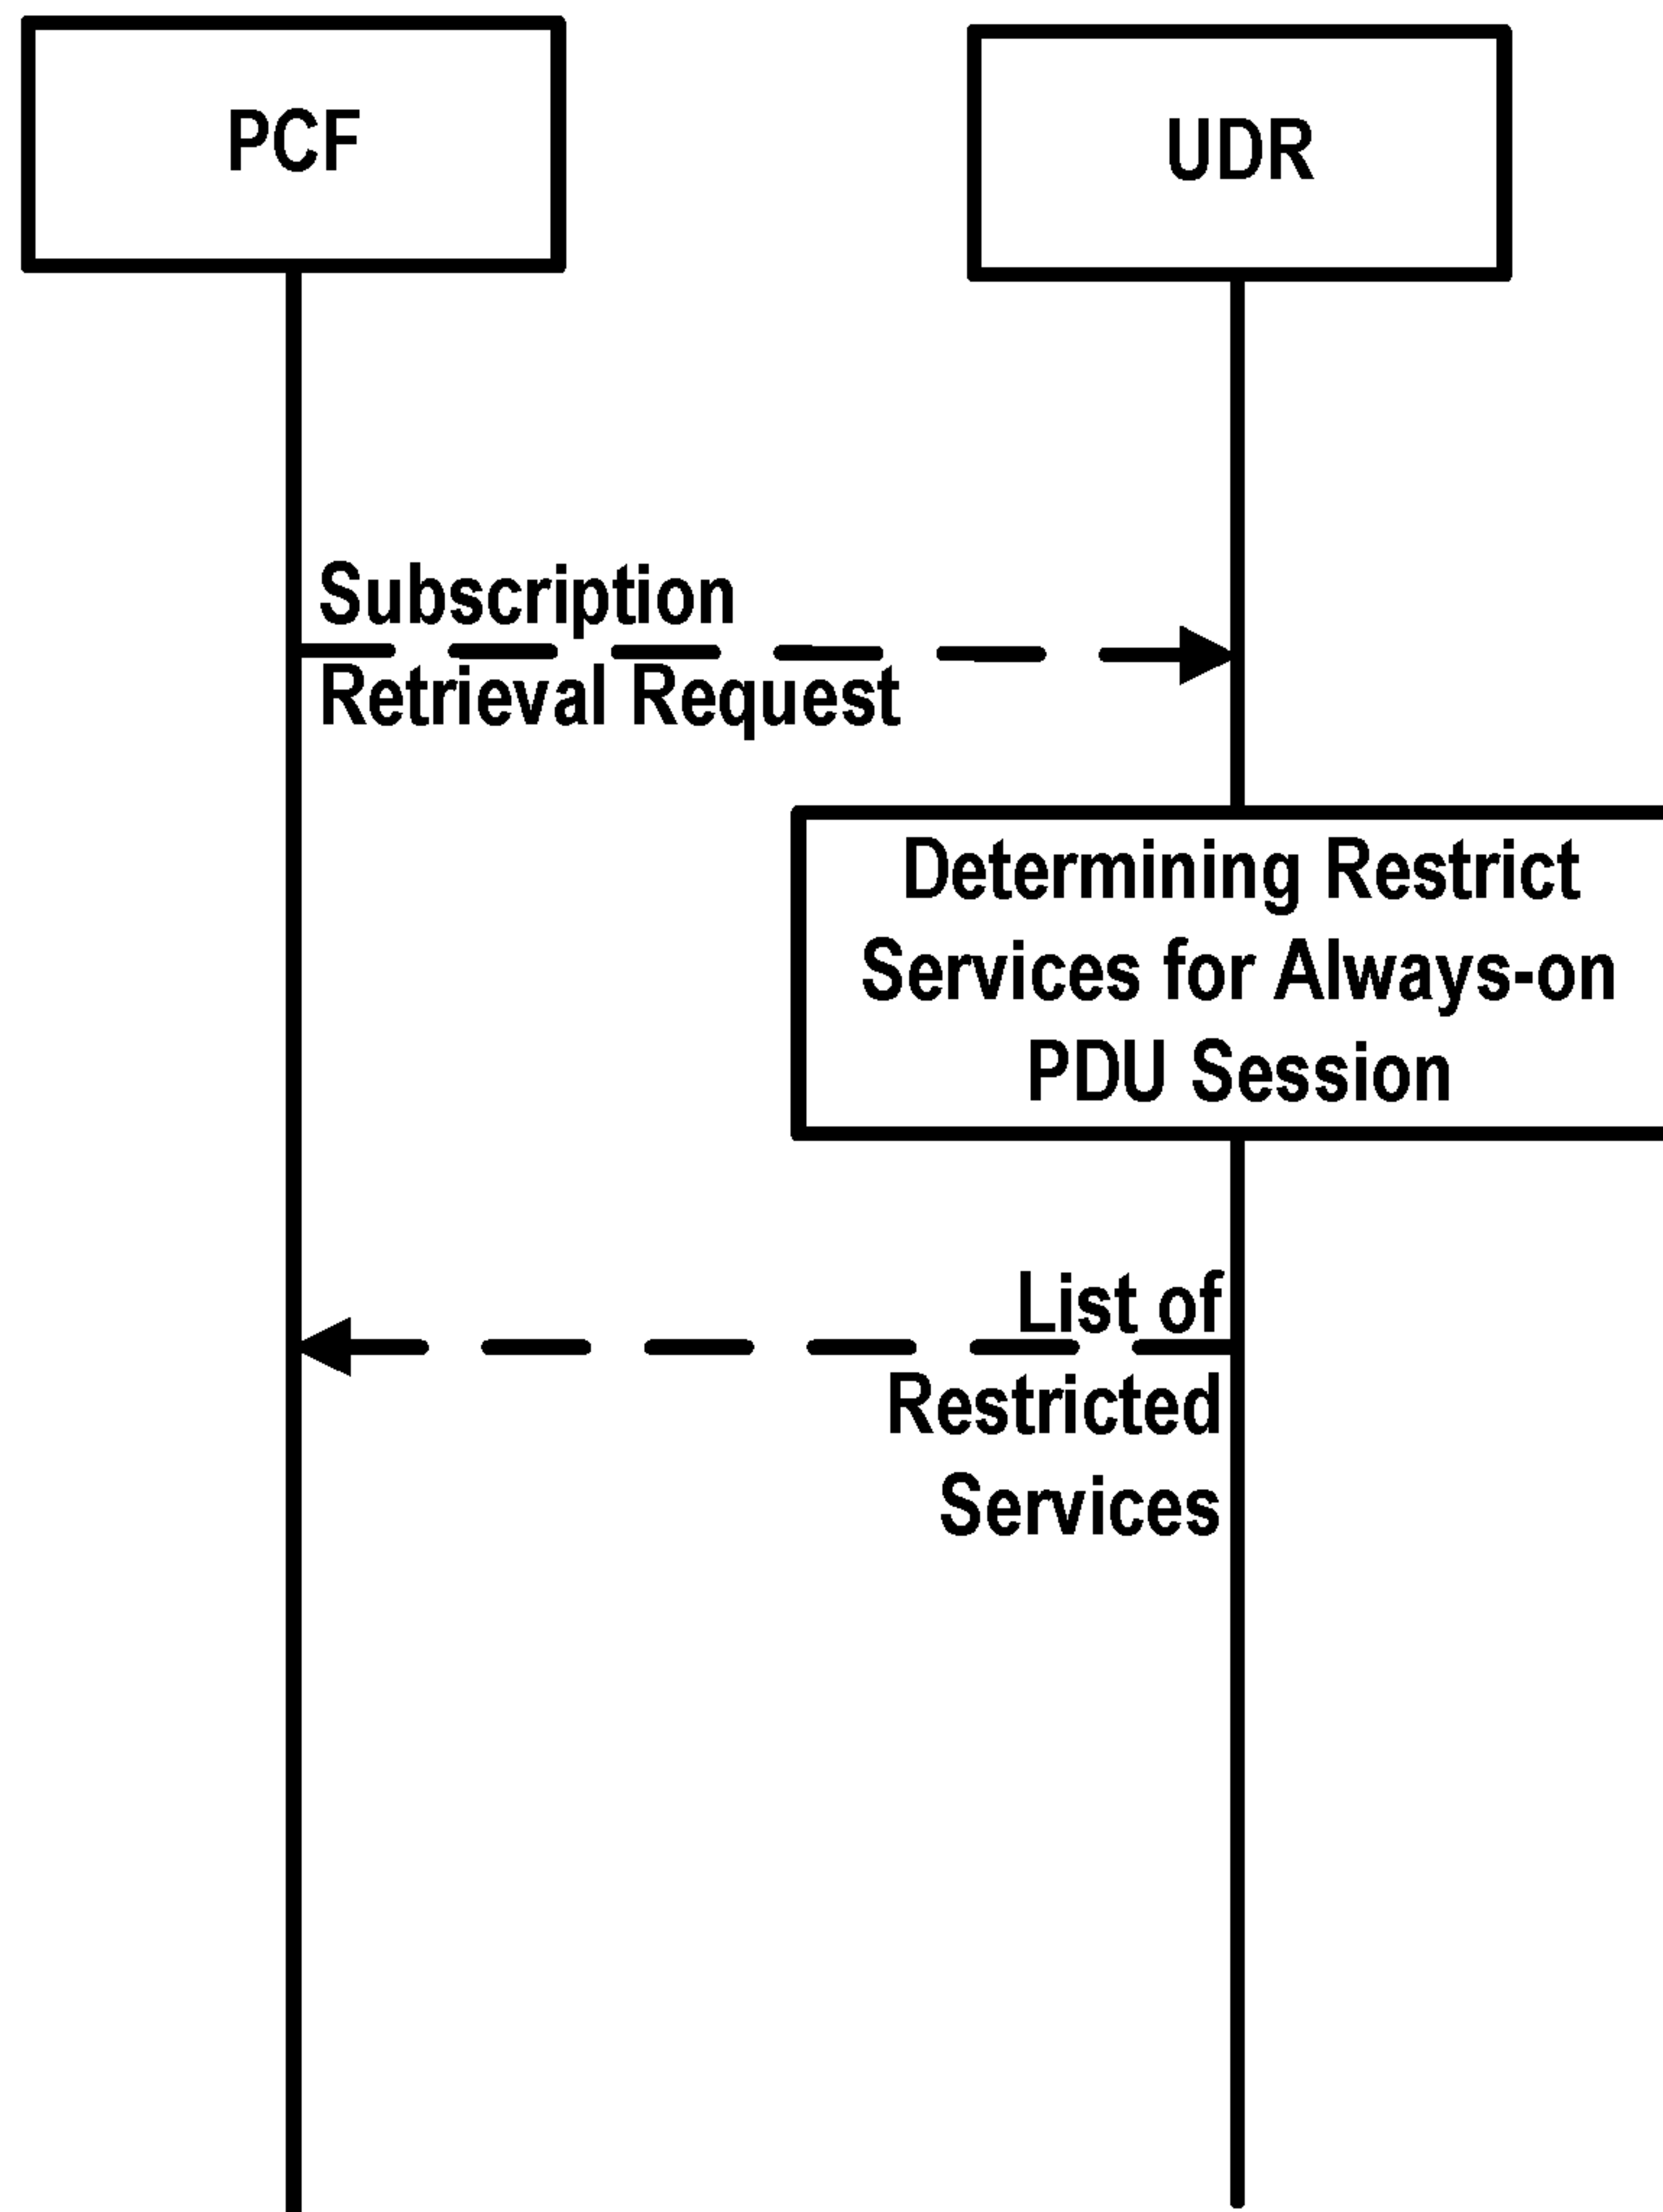 PCF
UDR
Subscription
Retrieval Request
Determining Restrict
Services for Always-on
PDU Session
List of
Restricted
Services